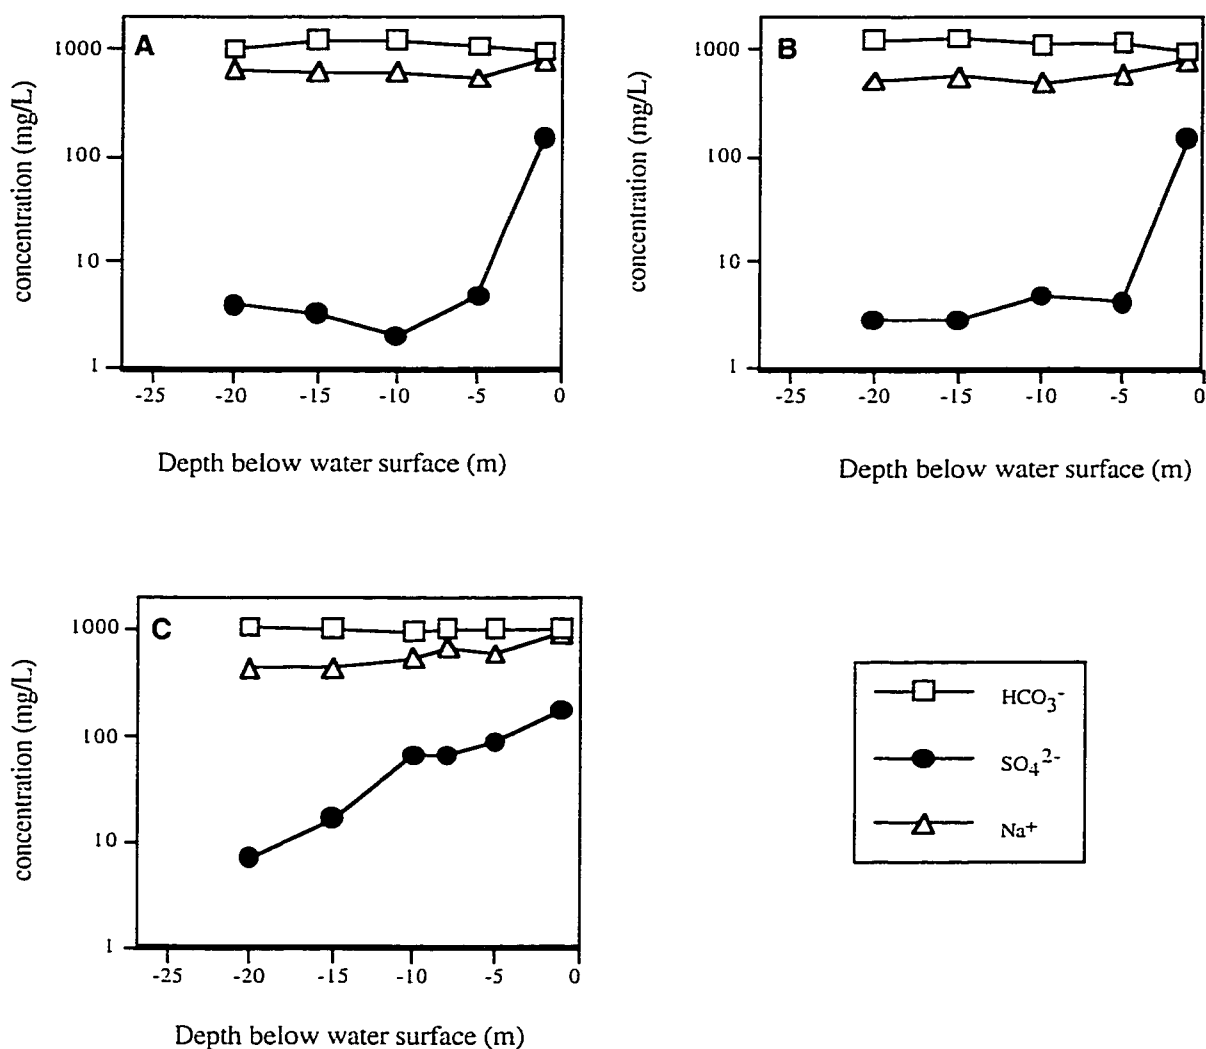 A
1000
100
10
1
concentration (mg/L)
-25 -20 -15 -10 -5 0
Depth below water surface (m)
B
1000
100
10
1
concentration (mg/L)
-25 -20 -15 -10 -5 0
Depth below water surface (m)
C
1000
100
10
1
concentration (mg/L)
-25 -20 -15 -10 -5 0
Depth below water surface (m)
HCO3-
SO4 2-
Na+